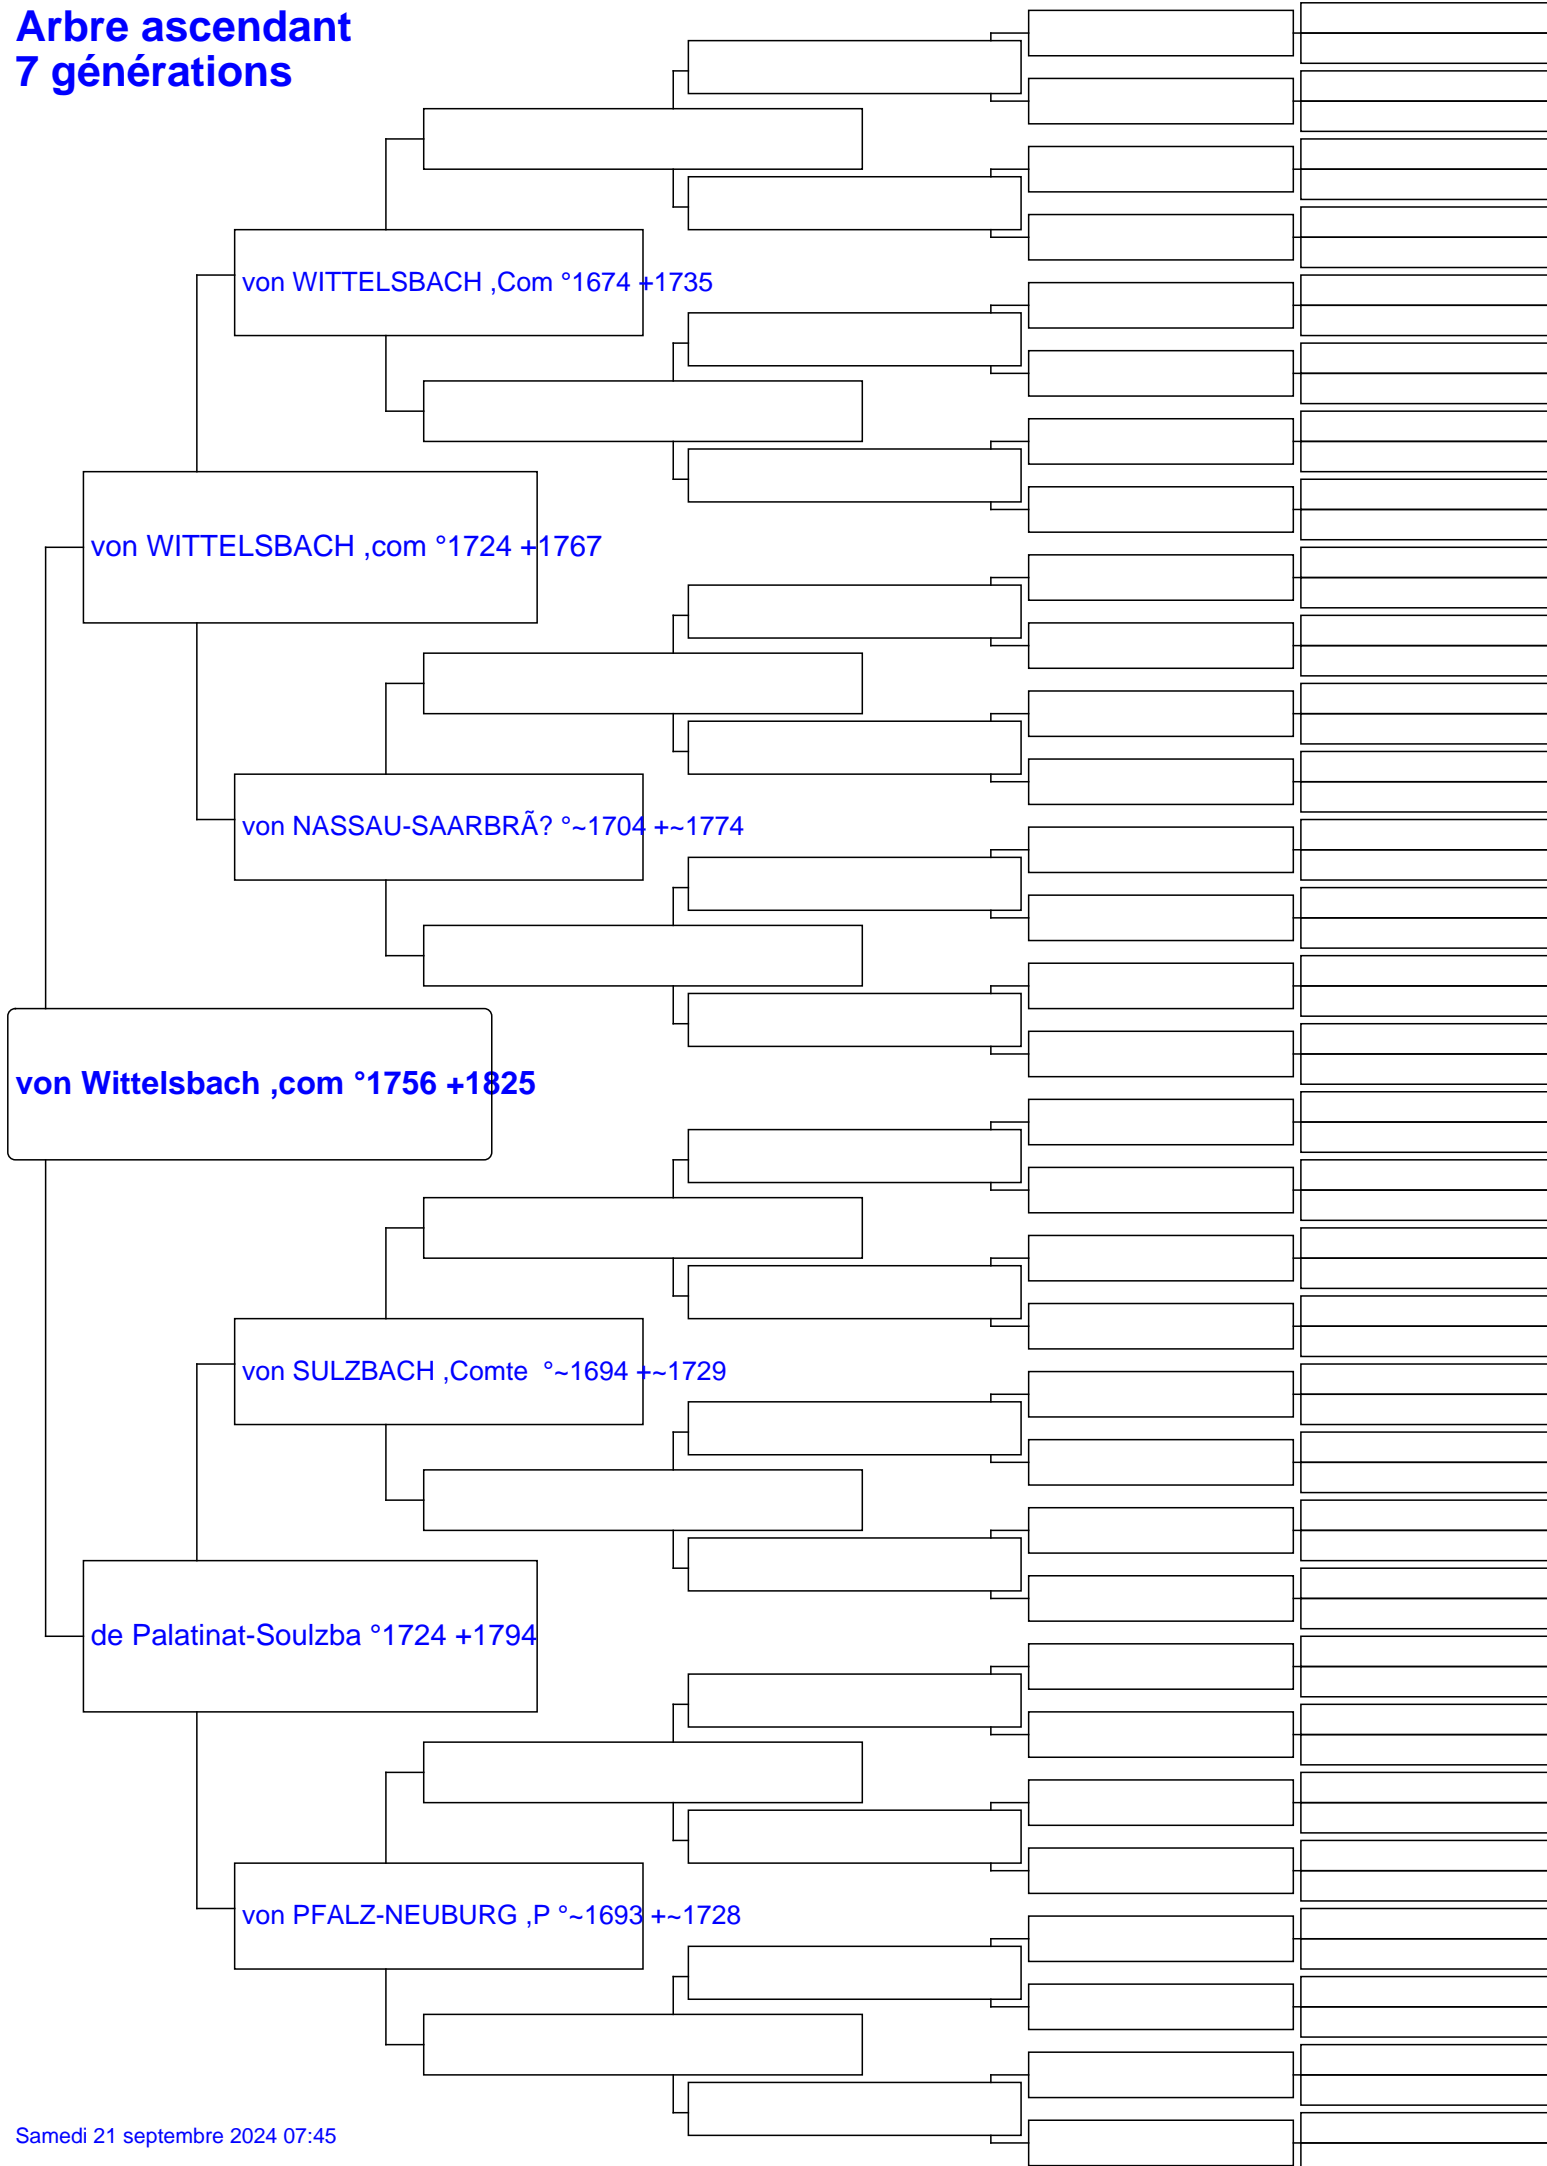 Arbre ascendant
7 générations
von WITTELSBACH ,Com °1674 +1735
von WITTELSBACH ,com °1724 +1767
von NASSAU-SAARBRÃ? °~1704 +~1774
von Wittelsbach ,com °1756 +1825
von SULZBACH ,Comte  °~1694 +~1729
de Palatinat-Soulzba °1724 +1794
von PFALZ-NEUBURG ,P °~1693 +~1728
Samedi 21 septembre 2024 07:45